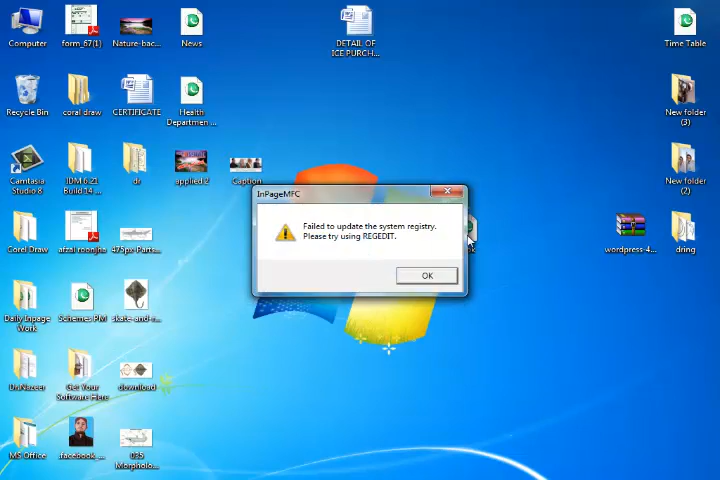 Computer
form_67(1)
Nature-bac...
News
DETAIL OF
ICE PURCH...
Time Table
Recycle Bin
coral draw
CERTIFICATE
Health
Departmen ...
New folder
(3)
Camtasia
Studio 8
IDM 6.21
Build 14 ...
dr
applied 2
Caption
New folder
(2)
InPageMFC
Failed to update the system registry.
Please try using REGEDIT.
OK
Corel Draw
afzal roonjha
475px-Parts...
wordpress-4...
dring
Daily Inpage
Work
Schemes PM
skate-and-r...
DrsNazeer
Get Your
Software Here
download
MS Office
.facebook_...
035
Morpholo...